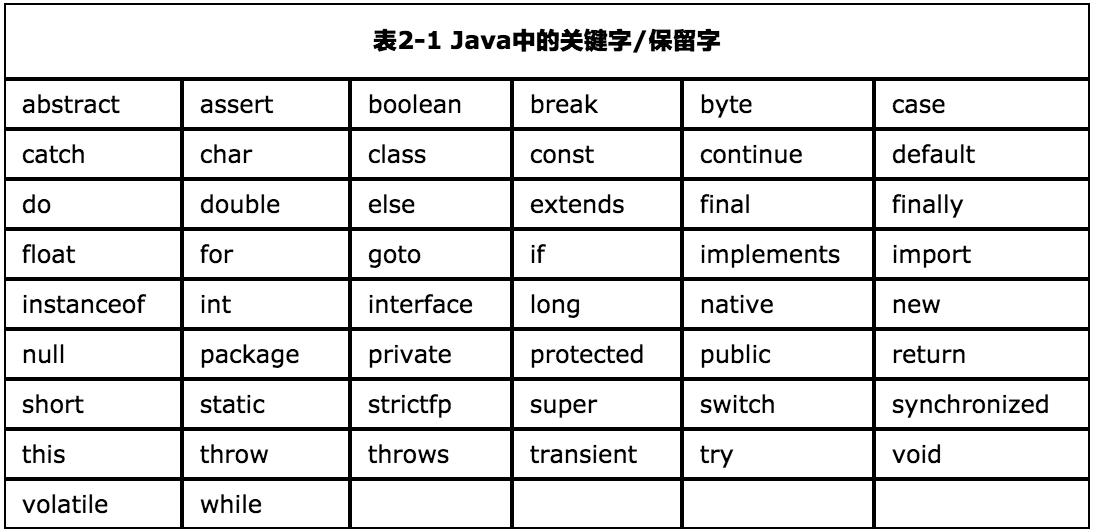 表2-1 Java中的关键字/保留字
abstract assert boolean break byte case
catch char class const continue default
do double else extends final finally
float for goto if implements import
instanceof int interface long native new
null package private protected public return
short static strictfp super switch synchronized
this throw throws transient try void
volatile while